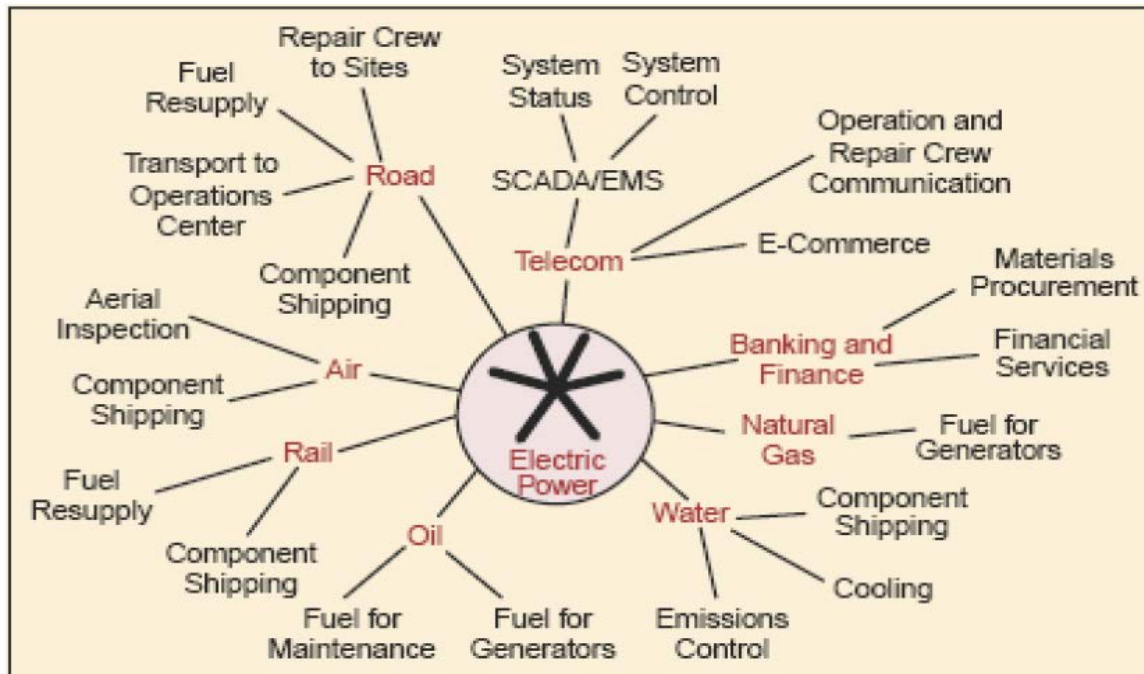 Repair Crew
to Sites
Fuel
Resupply
Transport to
Operations
Center
Road
Component
Shipping
System
Status
System
Control
SCADA/EMS
Operation and
Repair Crew
Communication
Telecom
E-Commerce
Materials
Procurement
Banking and
Finance
Financial
Services
Aerial
Inspection
Air
Component
Shipping
Natural
Gas
Fuel for
Generators
Electric
Power
Rail
Fuel
Resupply
Component
Shipping
Water
Component
Shipping
Cooling
Emissions
Control
Oil
Fuel for
Maintenance
Fuel for
Generators